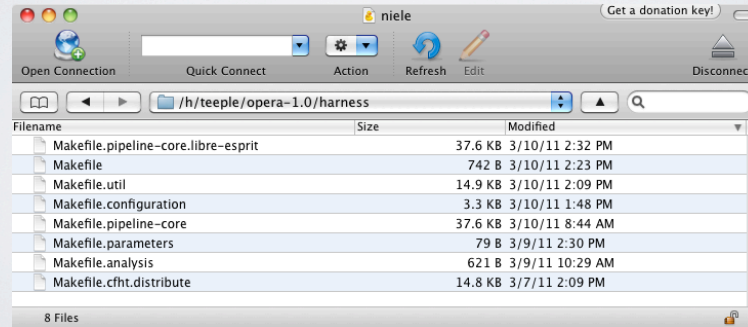 niele
Get a donation key!
Open Connection
Quick Connect
Action
Refresh
Edit
Disconnec
/h/teeple/opera-1.0/harness
Filename Size Modified
Makefile.pipeline-core.libre-esprit 37.6 KB 3/10/11 2:32 PM
Makefile 742 B 3/10/11 2:23 PM
Makefile.util 14.9 KB 3/10/11 2:09 PM
Makefile.configuration 3.3 KB 3/10/11 1:48 PM
Makefile.pipeline-core 37.6 KB 3/10/11 8:44 AM
Makefile.parameters 79 B 3/9/11 2:30 PM
Makefile.analysis 621 B 3/9/11 10:29 AM
Makefile.cfht.distribute 14.8 KB 3/7/11 2:09 PM
8 Files